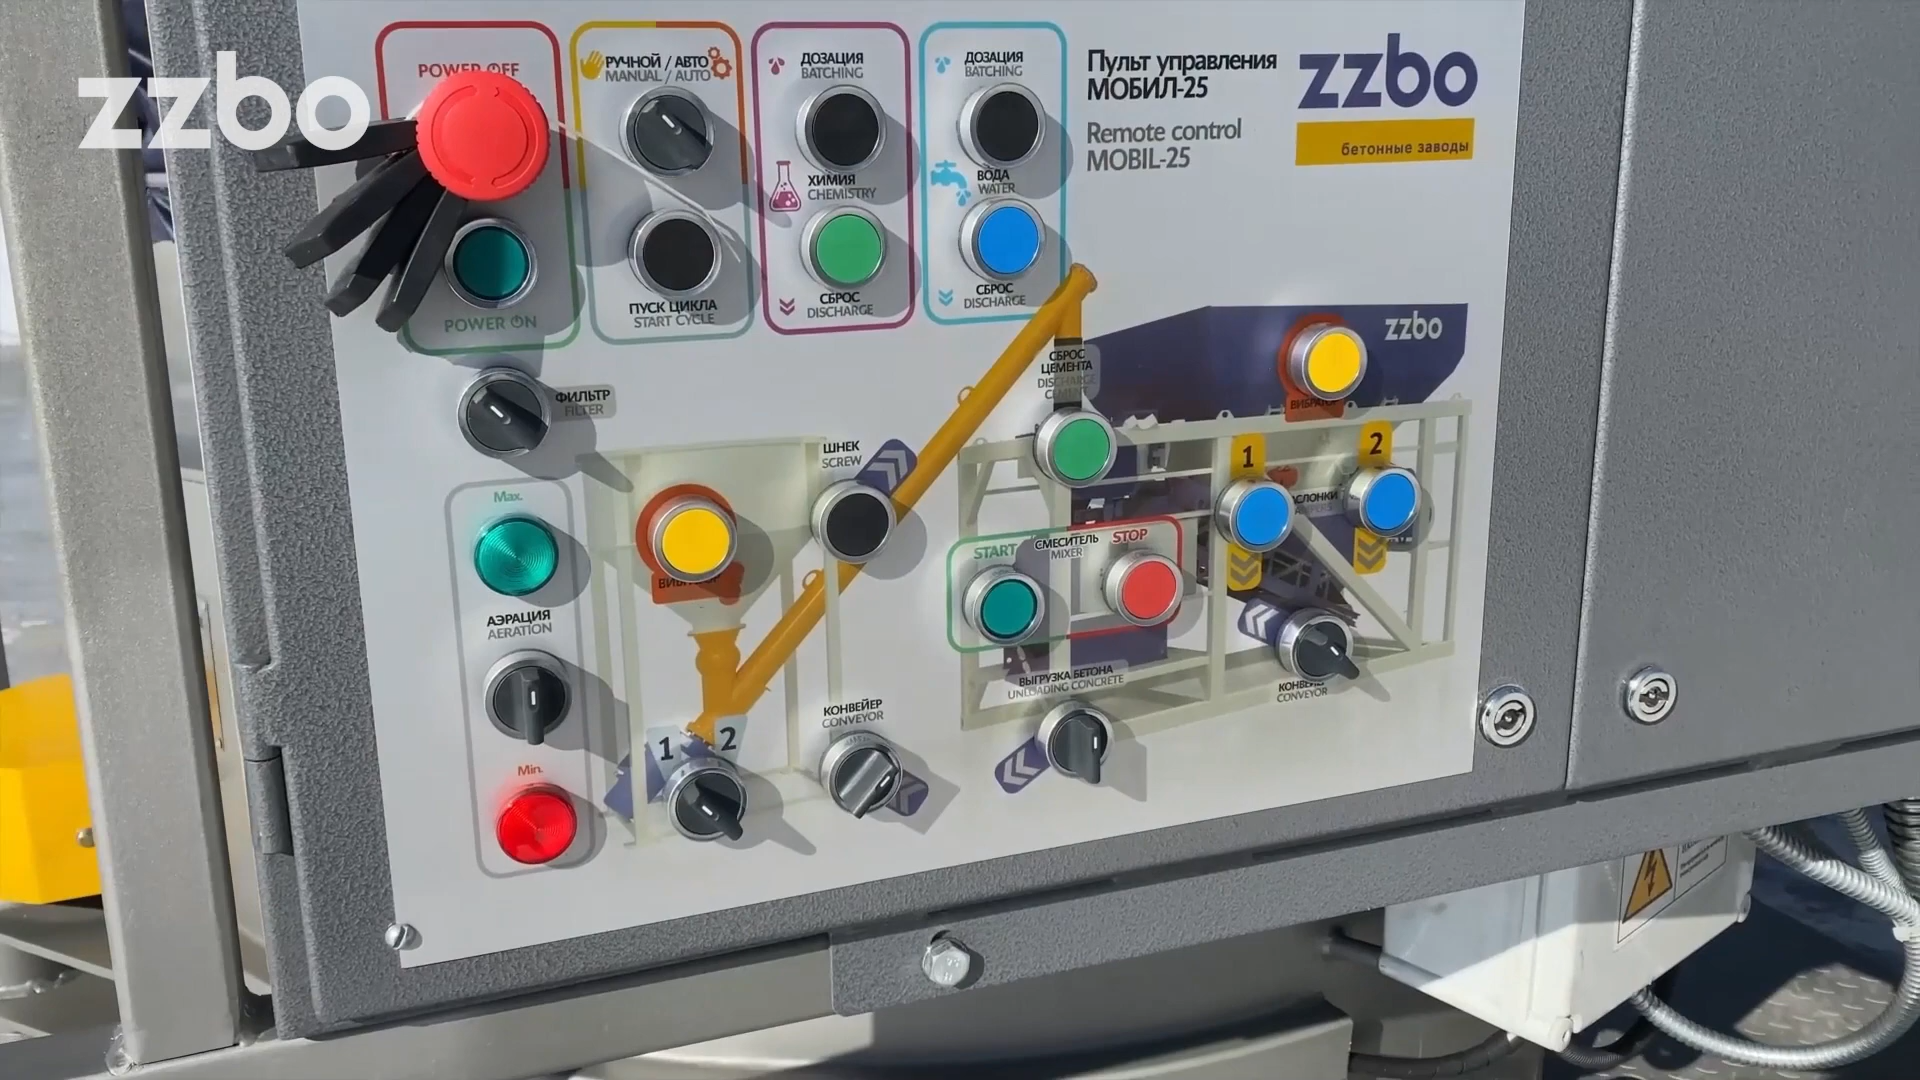 zzbo
POWER OFF
РУЧНОЙ / АВТО
MANUAL / AUTO
ДОЗАЦИЯ
BATCHING
ДОЗАЦИЯ
BATCHING
Пульт управления
МОБИЛ-25
Remote control
MOBIL-25
zzbo
бетонные заводы
ХИМИЯ
CHEMISTRY
ВОДА
WATER
POWER ON
ПУСК ЦИКЛА
START CYCLE
СБРОС
DISCHARGE
СБРОС
DISCHARGE
zzbo
ФИЛЬТР
FILTER
СБРОС
ЦЕМЕНТА
DISCHARGE
CEMENT
ВИБРАТОР
ШНЕК
SCREW
1
2
Max.
START
СМЕСИТЕЛЬ
MIXER
STOP
АЭРАЦИЯ
AERATION
ВЫГРУЗКА БЕТОНА
UNLOADING CONCRETE
КОНВЕЙЕР
CONVEYOR
КОНВЕЙЕР
CONVEYOR
1
2
Min.